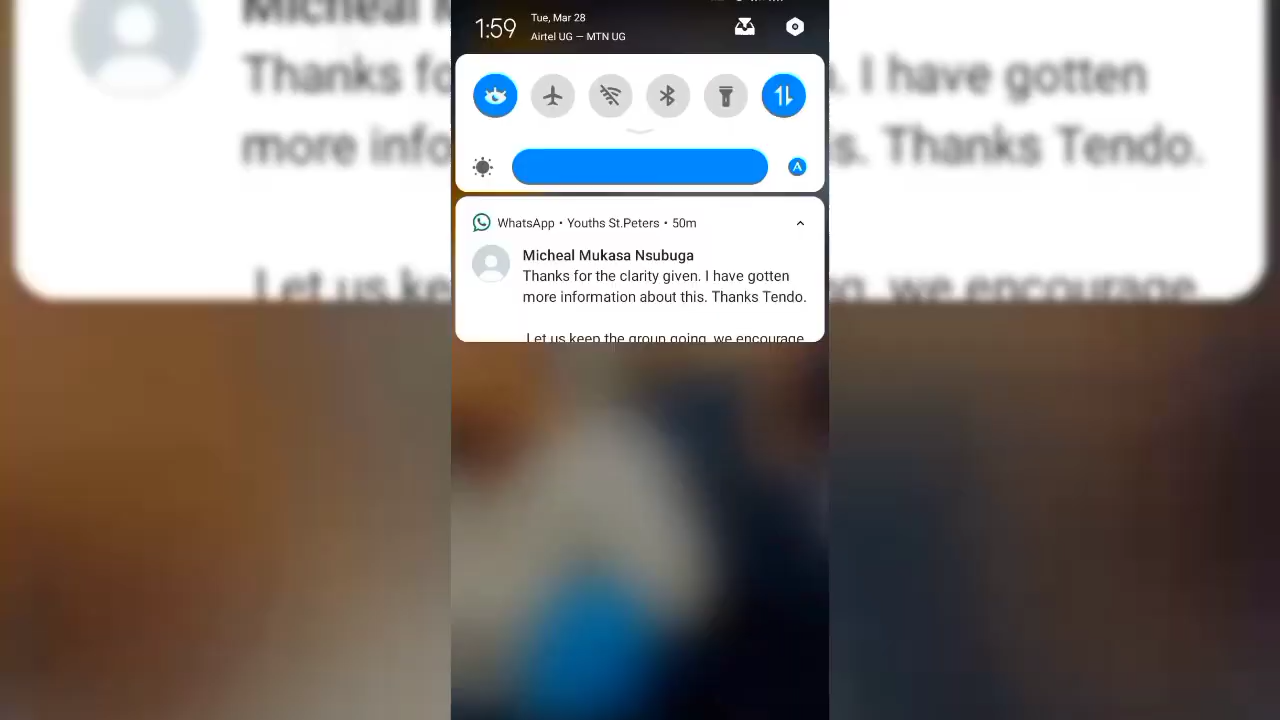 1:59
Tue, Mar 28
Airtel UG — MTN UG
WhatsApp • Youths St.Peters • 50m
Micheal Mukasa Nsubuga
Thanks for the clarity given. I have gotten
more information about this. Thanks Tendo.
Let us keep the group going, we encourage